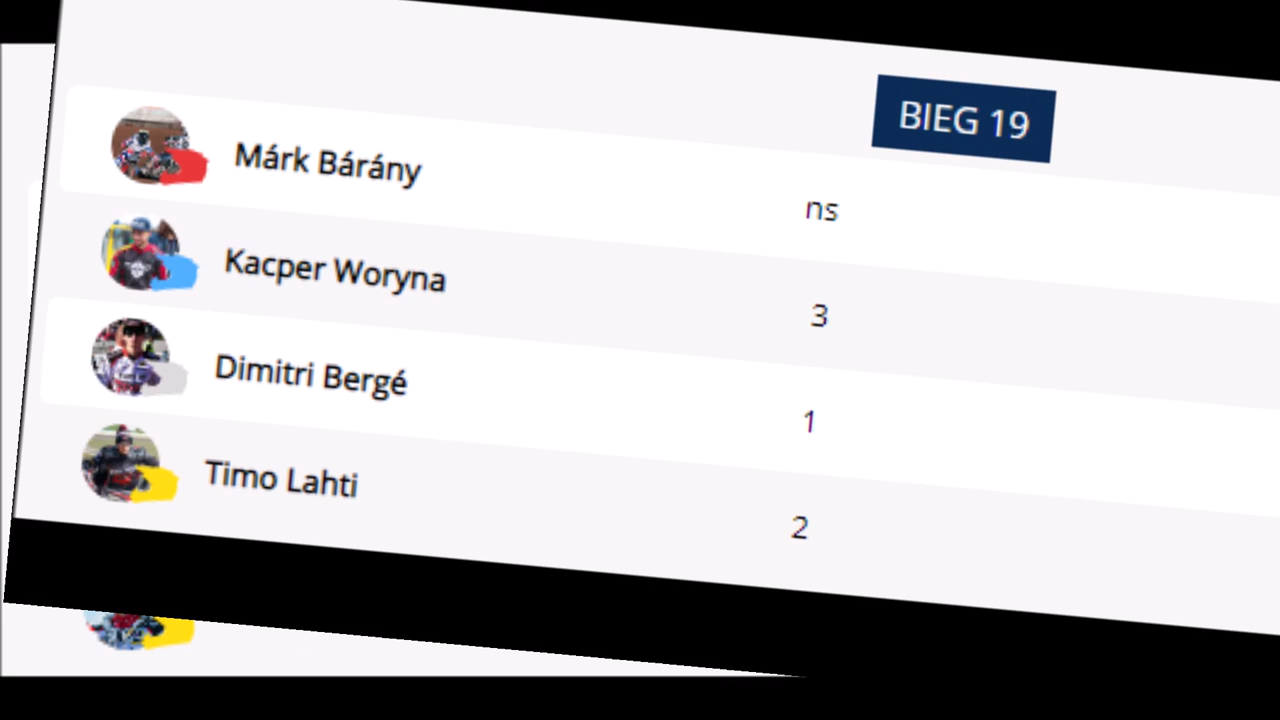 BIEG 19
Márk Bárány ns
Kacper Woryna 3
Dimitri Bergé 1
Timo Lahti 2